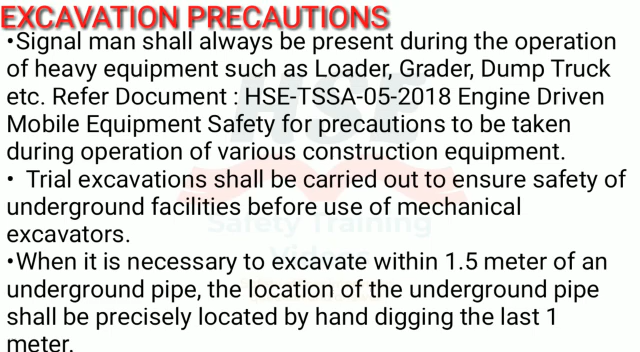 EXCAVATION PRECAUTIONS
•Signal man shall always be present during the operation
of heavy equipment such as Loader, Grader, Dump Truck
etc. Refer Document : HSE-TSSA-05-2018 Engine Driven
Mobile Equipment Safety for precautions to be taken
during operation of various construction equipment.
• Trial excavations shall be carried out to ensure safety of
underground facilities before use of mechanical
excavators.
•When it is necessary to excavate within 1.5 meter of an
underground pipe, the location of the underground pipe
shall be precisely located by hand digging the last 1
meter.
HSE
Safety Training
Videos